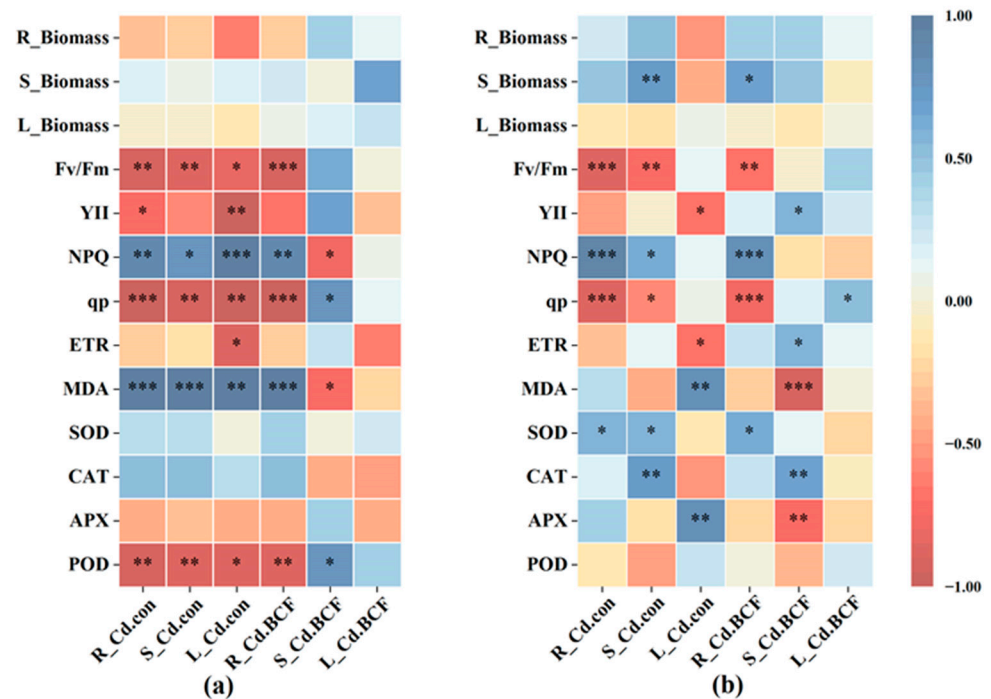 (a)
R_Biomass
S_Biomass
L_Biomass
Fv/Fm ** ** * ***
YII * **
NPQ ** * *** ** *
qp *** ** ** *** *
ETR *
MDA *** *** ** *** *
SOD
CAT
APX
POD ** ** * ** *
R_Cd.con
S_Cd.con
L_Cd.con
R_Cd.BCF
S_Cd.BCF
L_Cd.BCF
(a)
(b)
R_Biomass
S_Biomass ** *
L_Biomass
Fv/Fm *** ** **
YII * *
NPQ *** * ***
qp *** * *** *
ETR * *
MDA ** ***
SOD * * *
CAT ** **
APX ** **
POD
R_Cd.con
S_Cd.con
L_Cd.con
R_Cd.BCF
S_Cd.BCF
L_Cd.BCF
(b)
1.00
0.50
0.00
−0.50
−1.00